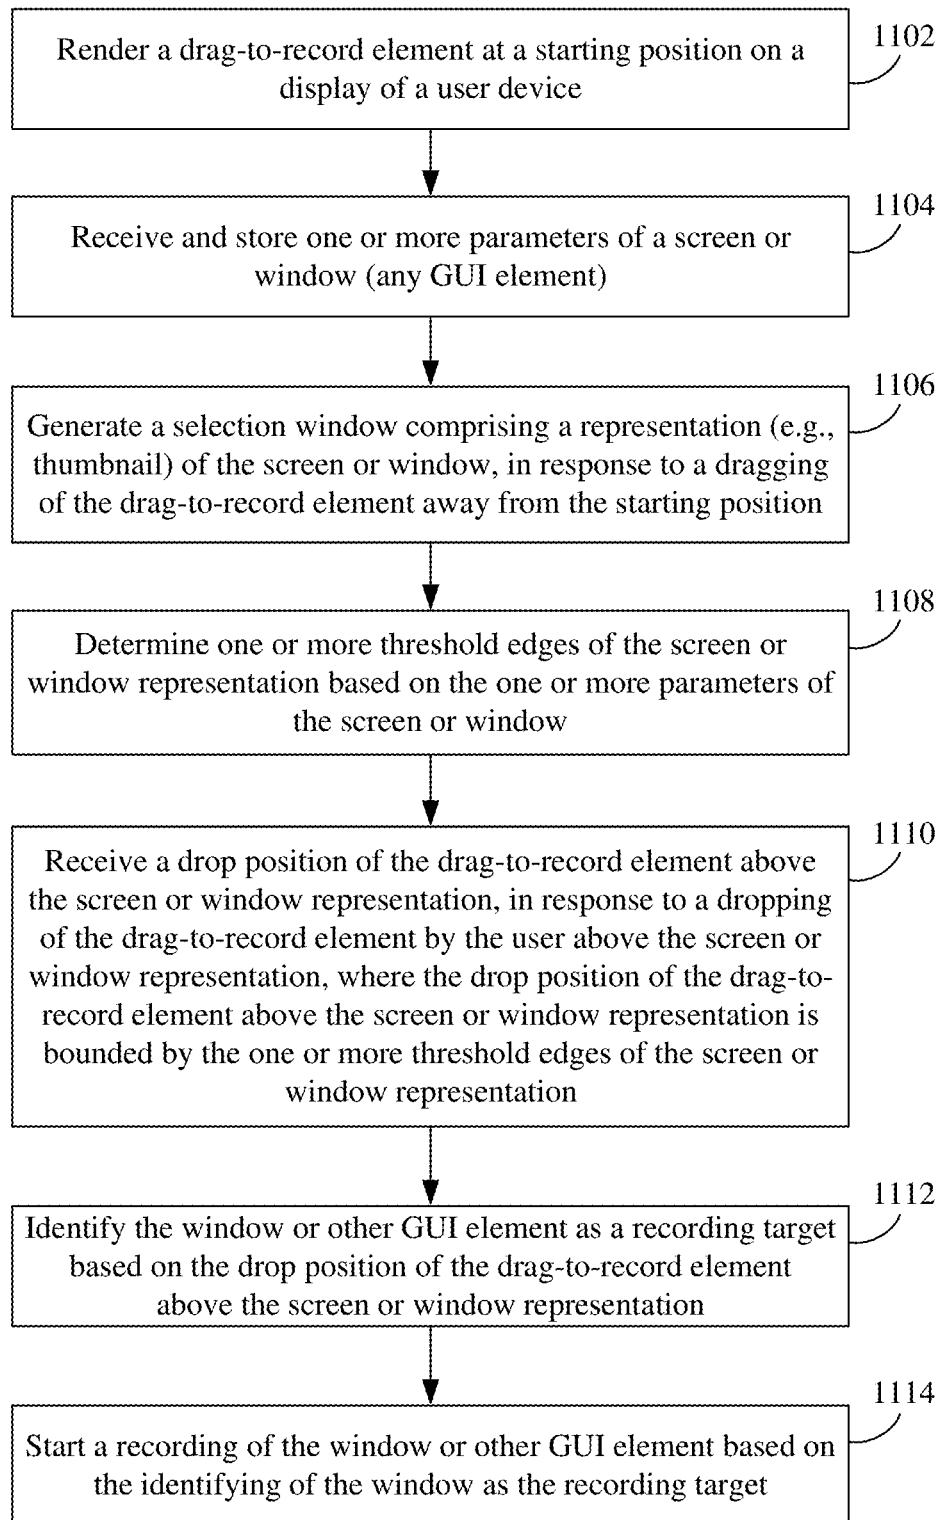 Render a drag-to-record element at a starting position on a
display of a user device
1102
Receive and store one or more parameters of a screen or
window (any GUI element)
1104
Generate a selection window comprising a representation (e.g.,
thumbnail) of the screen or window, in response to a dragging
of the drag-to-record element away from the starting position
1106
Determine one or more threshold edges of the screen or
window representation based on the one or more parameters of
the screen or window
1108
Receive a drop position of the drag-to-record element above
the screen or window representation, in response to a dropping
of the drag-to-record element by the user above the screen or
window representation, where the drop position of the drag-to-
record element above the screen or window representation is
bounded by the one or more threshold edges of the screen or
window representation
1110
Identify the window or other GUI element as a recording target
based on the drop position of the drag-to-record element
above the screen or window representation
1112
Start a recording of the window or other GUI element based on
the identifying of the window as the recording target
1114